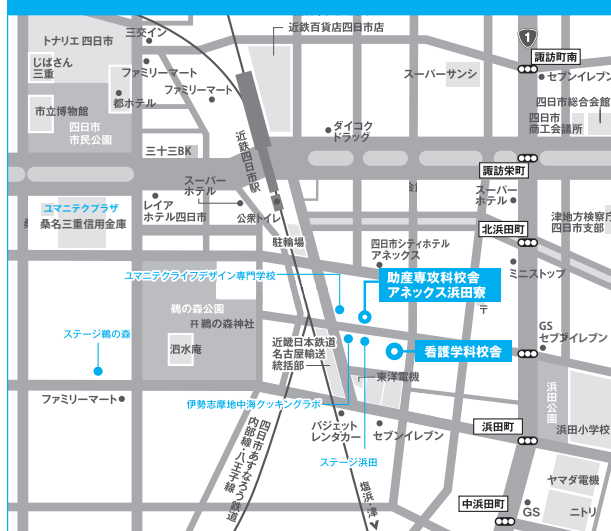 近鉄百貨店四日市店
トナリエ 四日市
三交イン
1
諏訪町南
じばさん
三重
ファミリーマート
スーパーサンシ
セブンイレブン
ファミリーマート
都ホテル
四日市総合会館
市立博物館
四日市
商工会議所
四日市
市民公園
ダイコク
ドラッグ
近鉄四日市駅
三十三BK
諏訪栄町
スーパー
ホテル
スーパー
ホテル
ユマニテクプラザ
レイア
ホテル四日市
公衆トイレ
津地方検察庁
四日市支部
桑名三重信用金庫
北浜田町
駐輪場
四日市シティホテル
アネックス
ユマニテクライフデザイン専門学校
ミニストップ
助産専攻科校舎
アネックス浜田寮
〒
鵜の森公園
鵜の森神社
GS
セブンイレブン
ステージ鵜の森
泗水庵
近畿日本鉄道
名古屋輸送
統括部
看護学科校舎
東洋電機
浜田公園
ファミリーマート
伊勢志摩地中海クッキングラボ
バジェット
レンタカー
セブンイレブン
浜田町
浜田小学校
四日市あすなろう鉄道
内部線・八王子線
ステージ浜田
ヤマダ電機
塩浜・津
中浜田町
GS
ニトリ